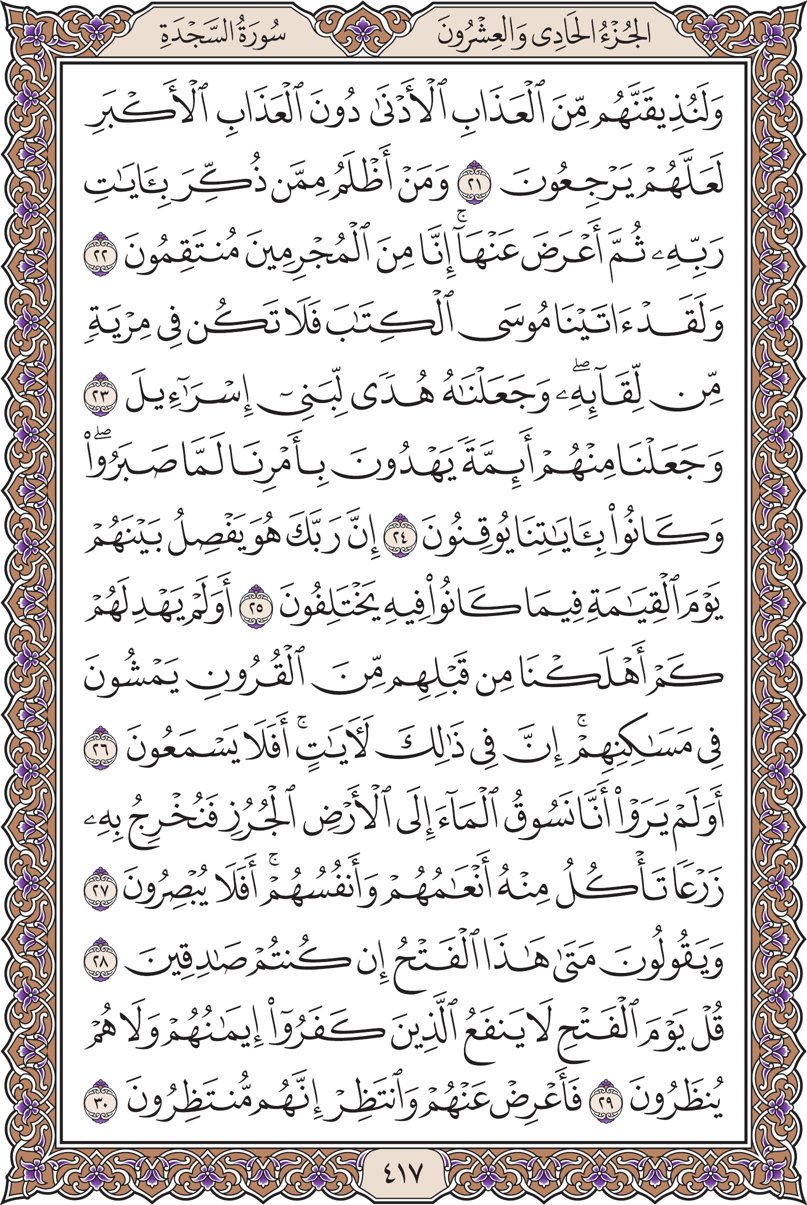 الجُزْءُ الحَادِى وَالعِشْرُونَ
سُورَةُ السَّجْدَةِ
وَلَنُذِيقَنَّهُم مِّنَ ٱلْعَذَابِ ٱلْأَدْنَىٰ دُونَ ٱلْعَذَابِ ٱلْأَكْبَرِ
لَعَلَّهُمْ يَرْجِعُونَ ٢١ وَمَنْ أَظْلَمُ مِمَّن ذُكِّرَ بِـَٔايَٰتِ
رَبِّهِۦ ثُمَّ أَعْرَضَ عَنْهَآۚ إِنَّا مِنَ ٱلْمُجْرِمِينَ مُنتَقِمُونَ ٢٢
وَلَقَدْ ءَاتَيْنَا مُوسَى ٱلْكِتَٰبَ فَلَا تَكُن فِى مِرْيَةٍ
مِّن لِّقَآئِهِۦۖ وَجَعَلْنَٰهُ هُدًى لِّبَنِىٓ إِسْرَٰٓءِيلَ ٢٣
وَجَعَلْنَا مِنْهُمْ أَئِمَّةً يَهْدُونَ بِأَمْرِنَا لَمَّا صَبَرُوا۟ۖ
وَكَانُوا۟ بِـَٔايَٰتِنَا يُوقِنُونَ ٢٤ إِنَّ رَبَّكَ هُوَ يَفْصِلُ بَيْنَهُمْ
يَوْمَ ٱلْقِيَٰمَةِ فِيمَا كَانُوا۟ فِيهِ يَخْتَلِفُونَ ٢٥ أَوَلَمْ يَهْدِ لَهُمْ
كَمْ أَهْلَكْنَا مِن قَبْلِهِم مِّنَ ٱلْقُرُونِ يَمْشُونَ
فِى مَسَٰكِنِهِمْۚ إِنَّ فِى ذَٰلِكَ لَءَايَٰتٍۚ أَفَلَا يَسْمَعُونَ ٢٦
أَوَلَمْ يَرَوْا۟ أَنَّا نَسُوقُ ٱلْمَآءَ إِلَى ٱلْأَرْضِ ٱلْجُرُزِ فَنُخْرِجُ بِهِۦ
زَرْعًا تَأْكُلُ مِنْهُ أَنْعَٰمُهُمْ وَأَنفُسُهُمْۚ أَفَلَا يُبْصِرُونَ ٢٧
وَيَقُولُونَ مَتَىٰ هَٰذَا ٱلْفَتْحُ إِن كُنتُمْ صَٰدِقِينَ ٢٨
قُلْ يَوْمَ ٱلْفَتْحِ لَا يَنفَعُ ٱلَّذِينَ كَفَرُوٓا۟ إِيمَٰنُهُمْ وَلَا هُمْ
يُنظَرُونَ ٢٩ فَأَعْرِضْ عَنْهُمْ وَٱنتَظِرْ إِنَّهُم مُّنتَظِرُونَ ٣٠
٤١٧